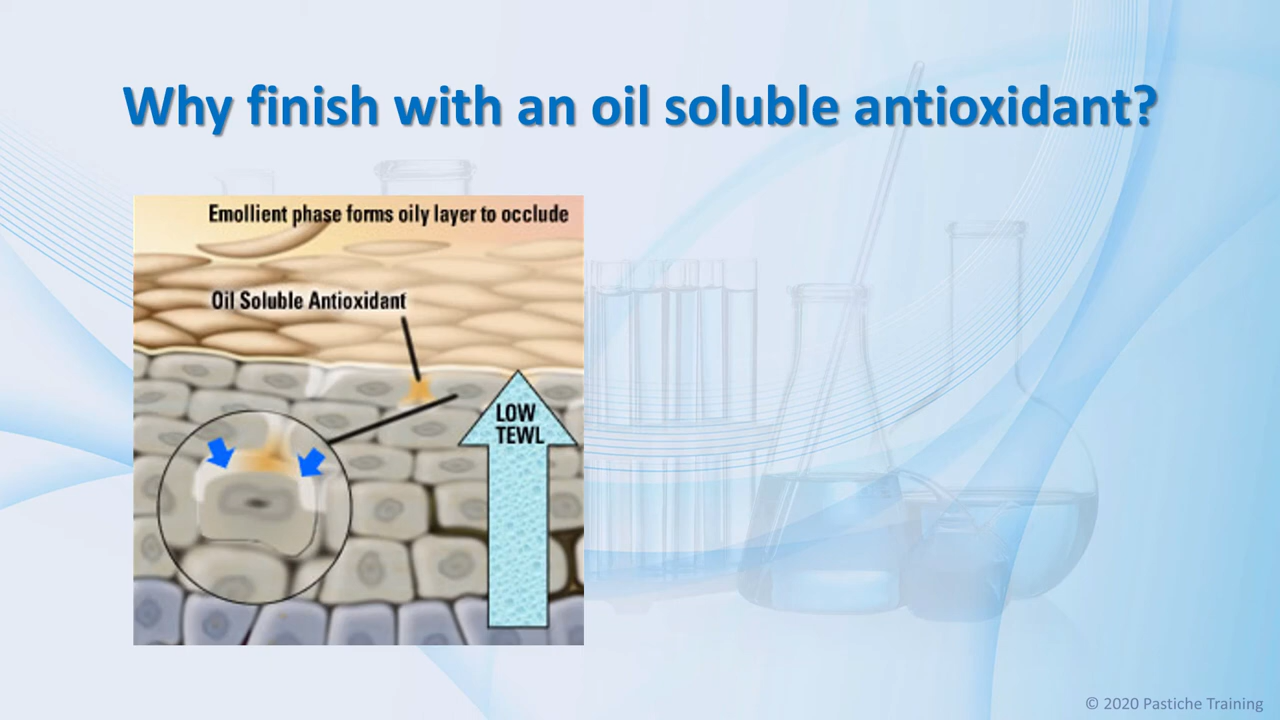 Why finish with an oil soluble antioxidant?
Emollient phase forms oily layer to occlude
Oil Soluble Antioxidant
LOW
TEWL
© 2020 Pastiche Training